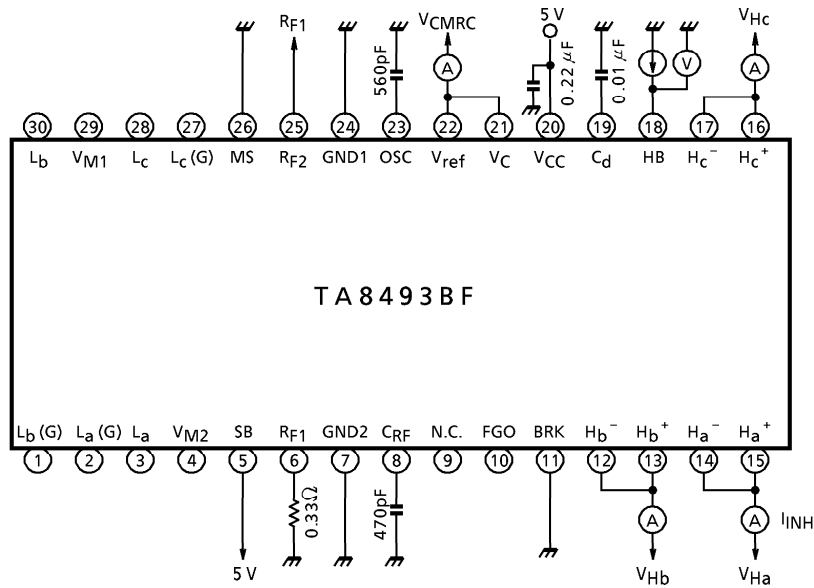 R_F1 V_CMRC 5 V V_Hc
A V A
560pF 0.22 μF 0.01 μF
30 29 28 27 26 25 24 23 22 21 20 19 18 17 16
L_b V_M1 L_c L_c (G) MS R_F2 GND1 OSC V_ref V_C V_CC C_d HB H_c⁻ H_c⁺
TA8493BF
L_b (G) L_a (G) L_a V_M2 SB R_F1 GND2 C_RF N.C. FGO BRK H_b⁻ H_b⁺ H_a⁻ H_a⁺
1 2 3 4 5 6 7 8 9 10 11 12 13 14 15
0.33Ω 470pF A A I_INH
5 V V_Hb V_Ha